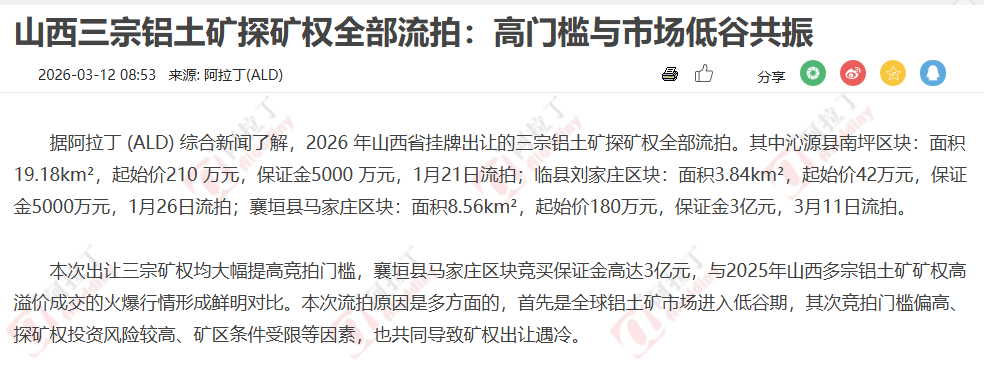 山西三宗铝土矿探矿权全部流拍：高门槛与市场低谷共振
2026-03-12 08:53 来源: 阿拉丁(ALD) 分享
据阿拉丁 (ALD) 综合新闻了解，2026 年山西省挂牌出让的三宗铝土矿探矿权全部流拍。其中沁源县南坪区块：面积
19.18km²，起始价210 万元，保证金5000 万元，1月21日流拍；临县刘家庄区块：面积3.84km²，起始价42万元，保证
金5000万元，1月26日流拍；襄垣县马家庄区块：面积8.56km²，起始价180万元，保证金3亿元，3月11日流拍。
本次出让三宗矿权均大幅提高竞拍门槛，襄垣县马家庄区块竞买保证金高达3亿元，与2025年山西多宗铝土矿矿权高
溢价成交的火爆行情形成鲜明对比。本次流拍原因是多方面的，首先是全球铝土矿市场进入低谷期，其次竞拍门槛偏高、
探矿权投资风险较高、矿区条件受限等因素，也共同导致矿权出让遇冷。